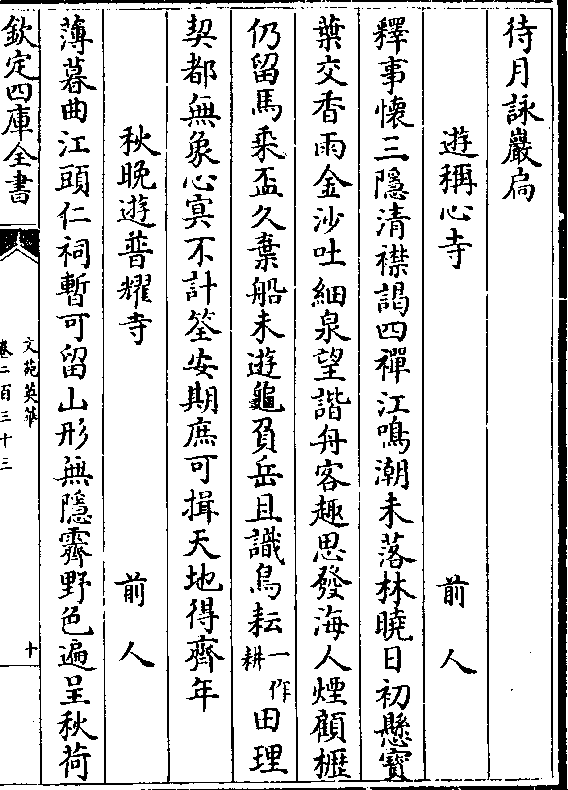 待月詠巖扃
遊稱心寺　前人
釋事懷三隱清襟謁四禪江鳴潮未落林曉日初懸寶
葉交香雨金沙吐細泉望諧舟客趣思發海人煙顧櫪
仍留馬乘盃久棄船未遊龜負岳且識鳥耘一作耕田理
契都無象心冥不計筌安期庶可揖天地得齊年
秋晚遊普耀寺　前人
薄暮曲江頭仁祠暫可留山形無隱霽野色遍呈秋荷
欽定四庫全書
文苑英華
卷二百三十三
十